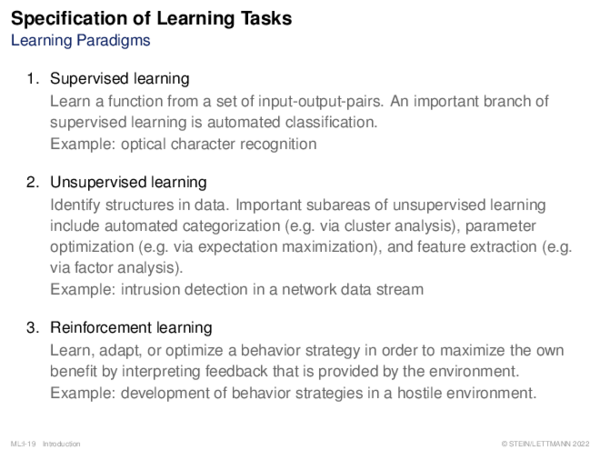 Specification of Learning Tasks
Learning Paradigms
1. Supervised learning
Learn a function from a set of input-output-pairs. An important branch of
supervised learning is automated classification.
Example: optical character recognition
2. Unsupervised learning
Identify structures in data. Important subareas of unsupervised learning
include automated categorization (e.g. via cluster analysis), parameter
optimization (e.g. via expectation maximization), and feature extraction (e.g.
via factor analysis).
Example: intrusion detection in a network data stream
3. Reinforcement learning
Learn, adapt, or optimize a behavior strategy in order to maximize the own
benefit by interpreting feedback that is provided by the environment.
Example: development of behavior strategies in a hostile environment.
ML:I-19 Introduction © STEIN/LETTMANN 2022